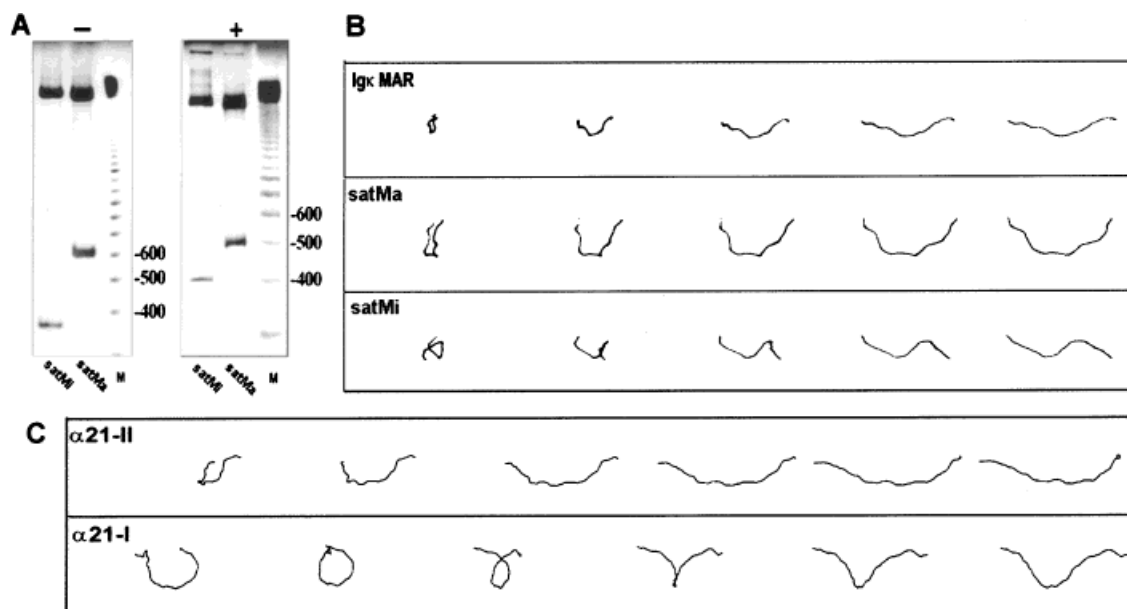 A
−
+
-600
-500
-400
satMi
satMa
M
-600
-500
-400
satMi
satMa
M
B
Igκ MAR
satMa
satMi
C
α21-II
α21-I